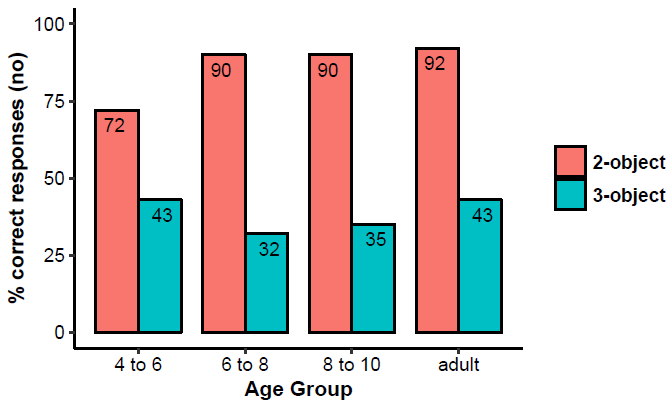 % correct responses (no)
100
75
50
25
0
72
43
90
32
90
35
92
43
4 to 6
6 to 8
8 to 10
adult
Age Group
2-object
3-object